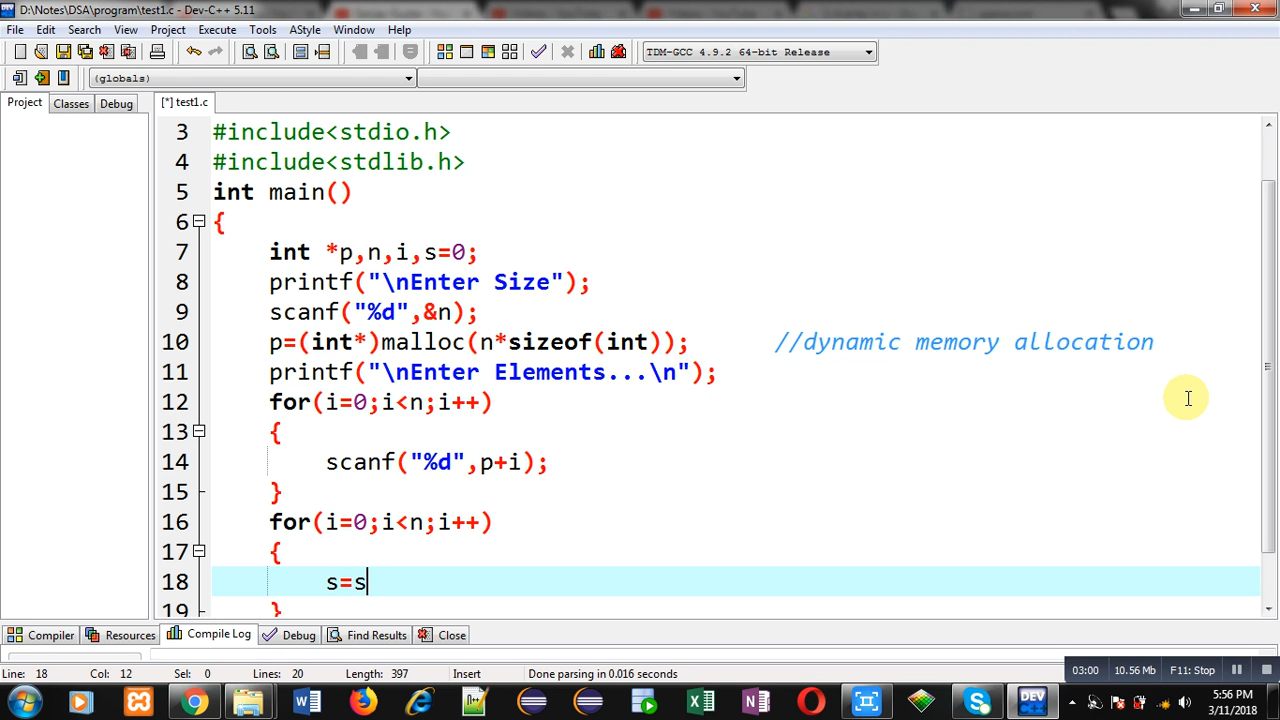 D:\Notes\DSA\program\test1.c - Dev-C++ 5.11
File Edit Search View Project Execute Tools AStyle Window Help
TDM-GCC 4.9.2 64-bit Release
(globals)
Project Classes Debug [*] test1.c
3 #include<stdio.h>
4 #include<stdlib.h>
5 int main()
6 {
7 int *p,n,i,s=0;
8 printf("\nEnter Size");
9 scanf("%d",&n);
10 p=(int*)malloc(n*sizeof(int)); //dynamic memory allocation
11 printf("\nEnter Elements...\n");
12 for(i=0;i<n;i++)
13 {
14 scanf("%d",p+i);
15 }
16 for(i=0;i<n;i++)
17 {
18 s=s
19 }
Compiler Resources Compile Log Debug Find Results Close
Line: 18 Col: 12 Sel: 0 Lines: 20 Length: 397 Insert Done parsing in 0.016 seconds
03:00 10.56 Mb F11: Stop
DEV
5:56 PM
3/11/2018